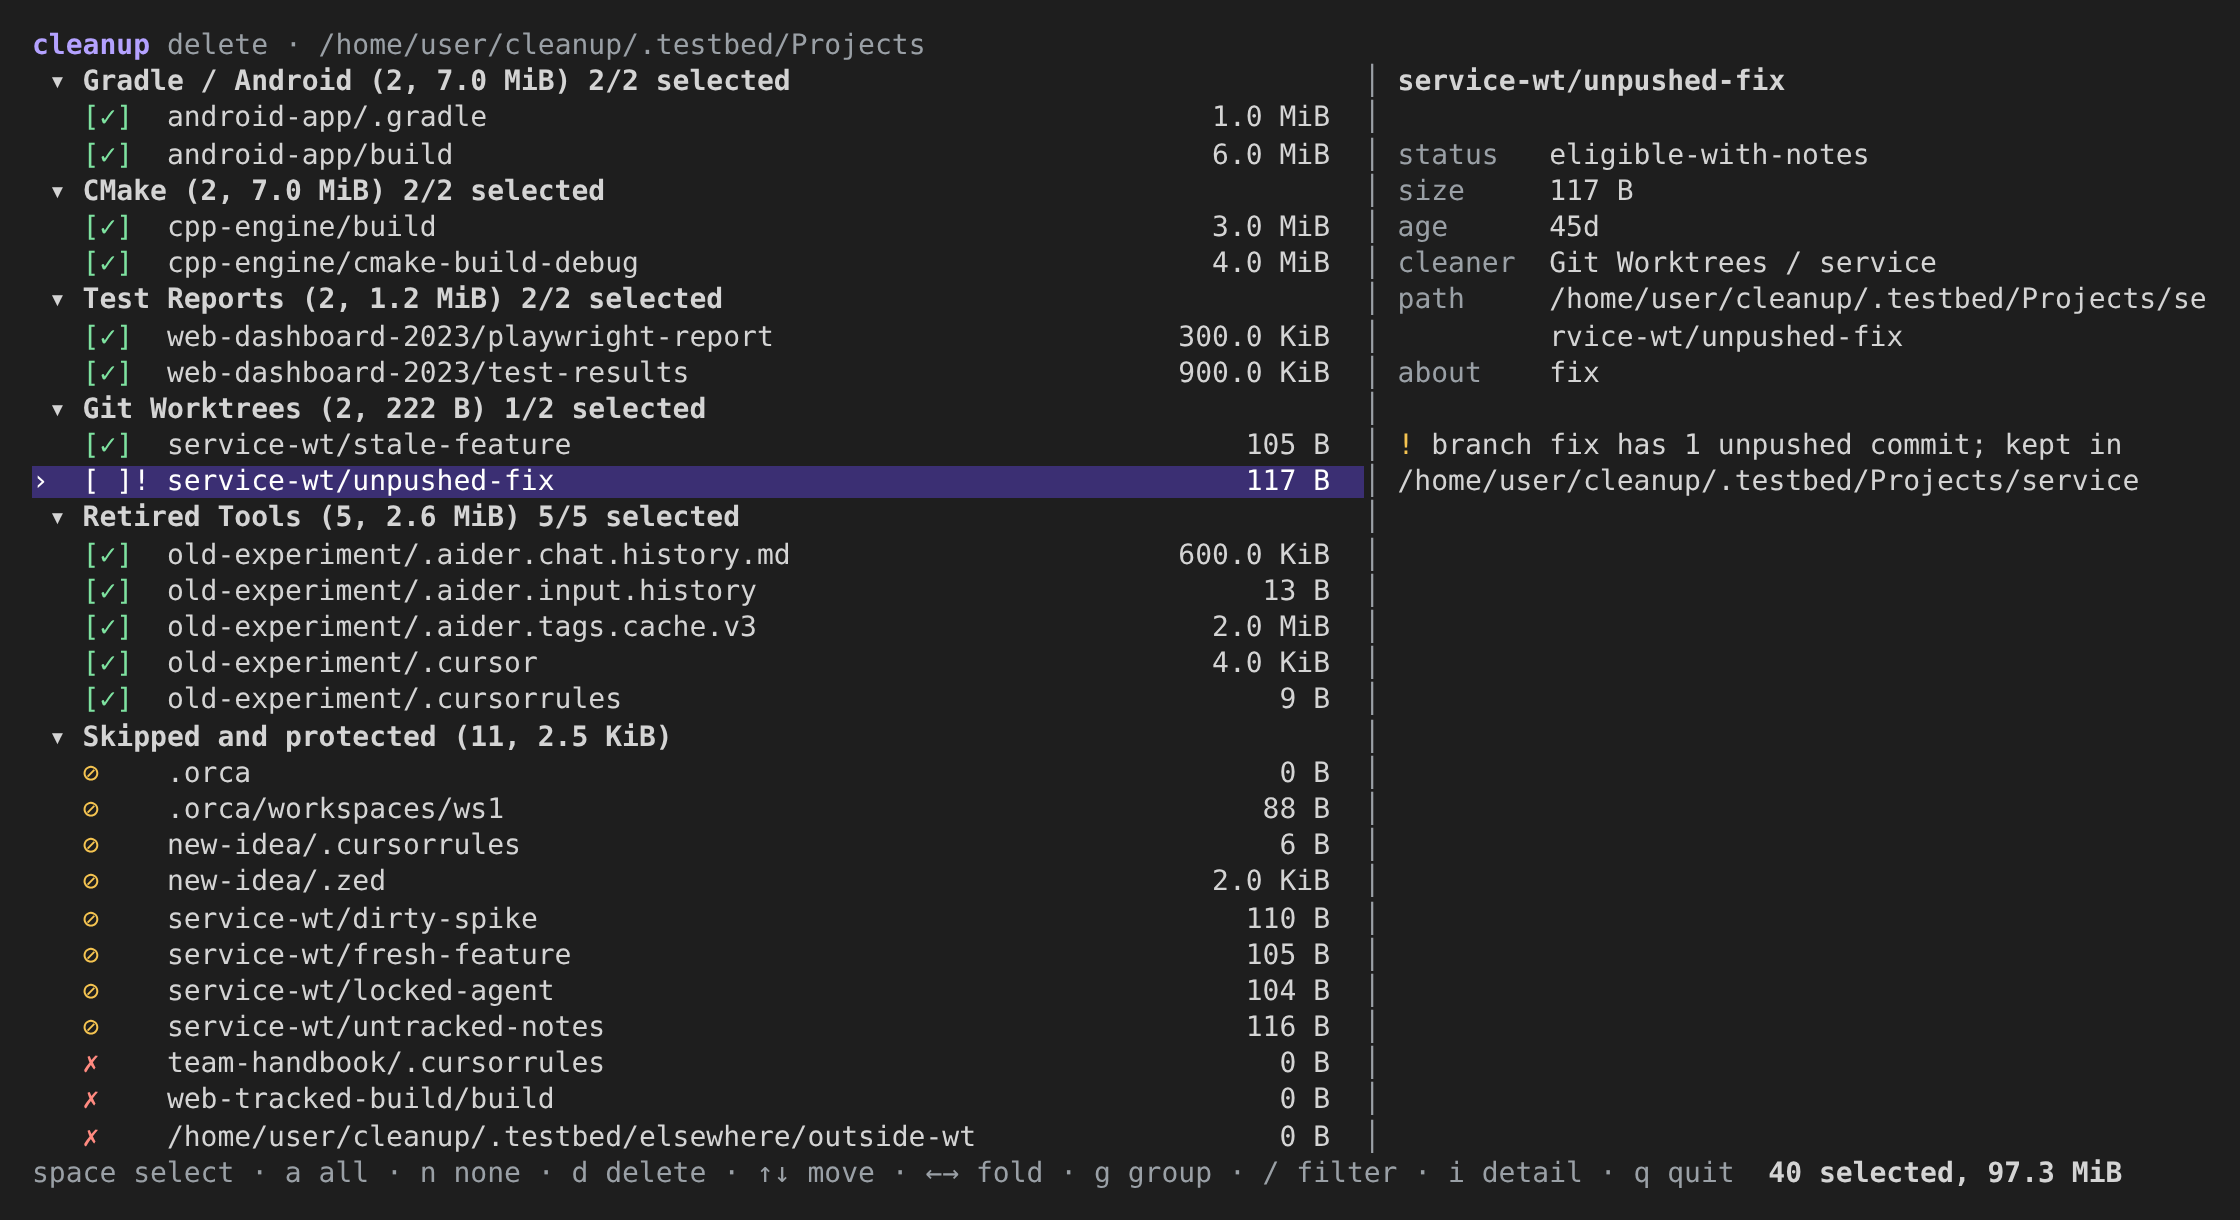 cleanup delete · /home/user/cleanup/.testbed/Projects
▾ Gradle / Android (2, 7.0 MiB) 2/2 selected
[✓] android-app/.gradle 1.0 MiB
[✓] android-app/build 6.0 MiB
▾ CMake (2, 7.0 MiB) 2/2 selected
[✓] cpp-engine/build 3.0 MiB
[✓] cpp-engine/cmake-build-debug 4.0 MiB
▾ Test Reports (2, 1.2 MiB) 2/2 selected
[✓] web-dashboard-2023/playwright-report 300.0 KiB
[✓] web-dashboard-2023/test-results 900.0 KiB
▾ Git Worktrees (2, 222 B) 1/2 selected
[✓] service-wt/stale-feature 105 B
› [ ]! service-wt/unpushed-fix 117 B
▾ Retired Tools (5, 2.6 MiB) 5/5 selected
[✓] old-experiment/.aider.chat.history.md 600.0 KiB
[✓] old-experiment/.aider.input.history 13 B
[✓] old-experiment/.aider.tags.cache.v3 2.0 MiB
[✓] old-experiment/.cursor 4.0 KiB
[✓] old-experiment/.cursorrules 9 B
▾ Skipped and protected (11, 2.5 KiB)
⊘ .orca 0 B
⊘ .orca/workspaces/ws1 88 B
⊘ new-idea/.cursorrules 6 B
⊘ new-idea/.zed 2.0 KiB
⊘ service-wt/dirty-spike 110 B
⊘ service-wt/fresh-feature 105 B
⊘ service-wt/locked-agent 104 B
⊘ service-wt/untracked-notes 116 B
✗ team-handbook/.cursorrules 0 B
✗ web-tracked-build/build 0 B
✗ /home/user/cleanup/.testbed/elsewhere/outside-wt 0 B
service-wt/unpushed-fix
status eligible-with-notes
size 117 B
age 45d
cleaner Git Worktrees / service
path /home/user/cleanup/.testbed/Projects/se
rvice-wt/unpushed-fix
about fix
! branch fix has 1 unpushed commit; kept in
/home/user/cleanup/.testbed/Projects/service
space select · a all · n none · d delete · ↑↓ move · ←→ fold · g group · / filter · i detail · q quit 40 selected, 97.3 MiB